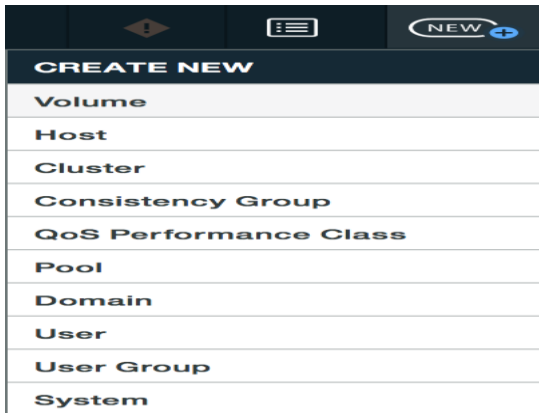 NEW
CREATE NEW
Volume
Host
Cluster
Consistency Group
QoS Performance Class
Pool
Domain
User
User Group
System